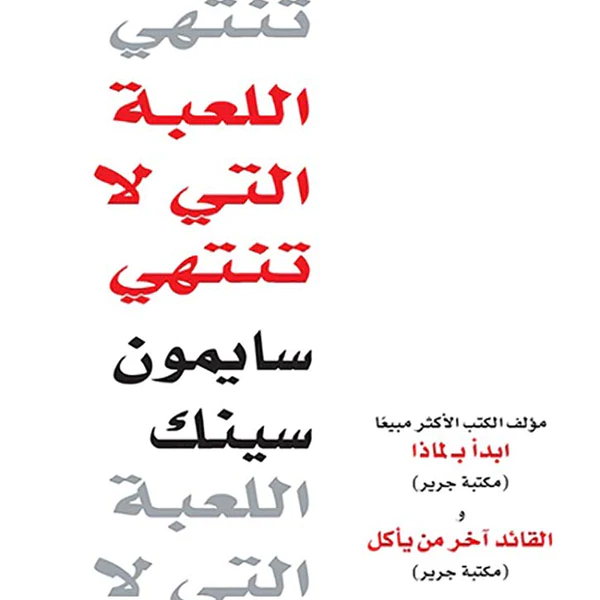 تنتهي
اللعبة
التي لا
تنتهي
سايمون
سينك
اللعبة
التي لا
مؤلف الكتب الأكثر مبيعًا
ابدأ بـ لماذا
(مكتبة جرير)
و
القائد آخر من يأكل
(مكتبة جرير)